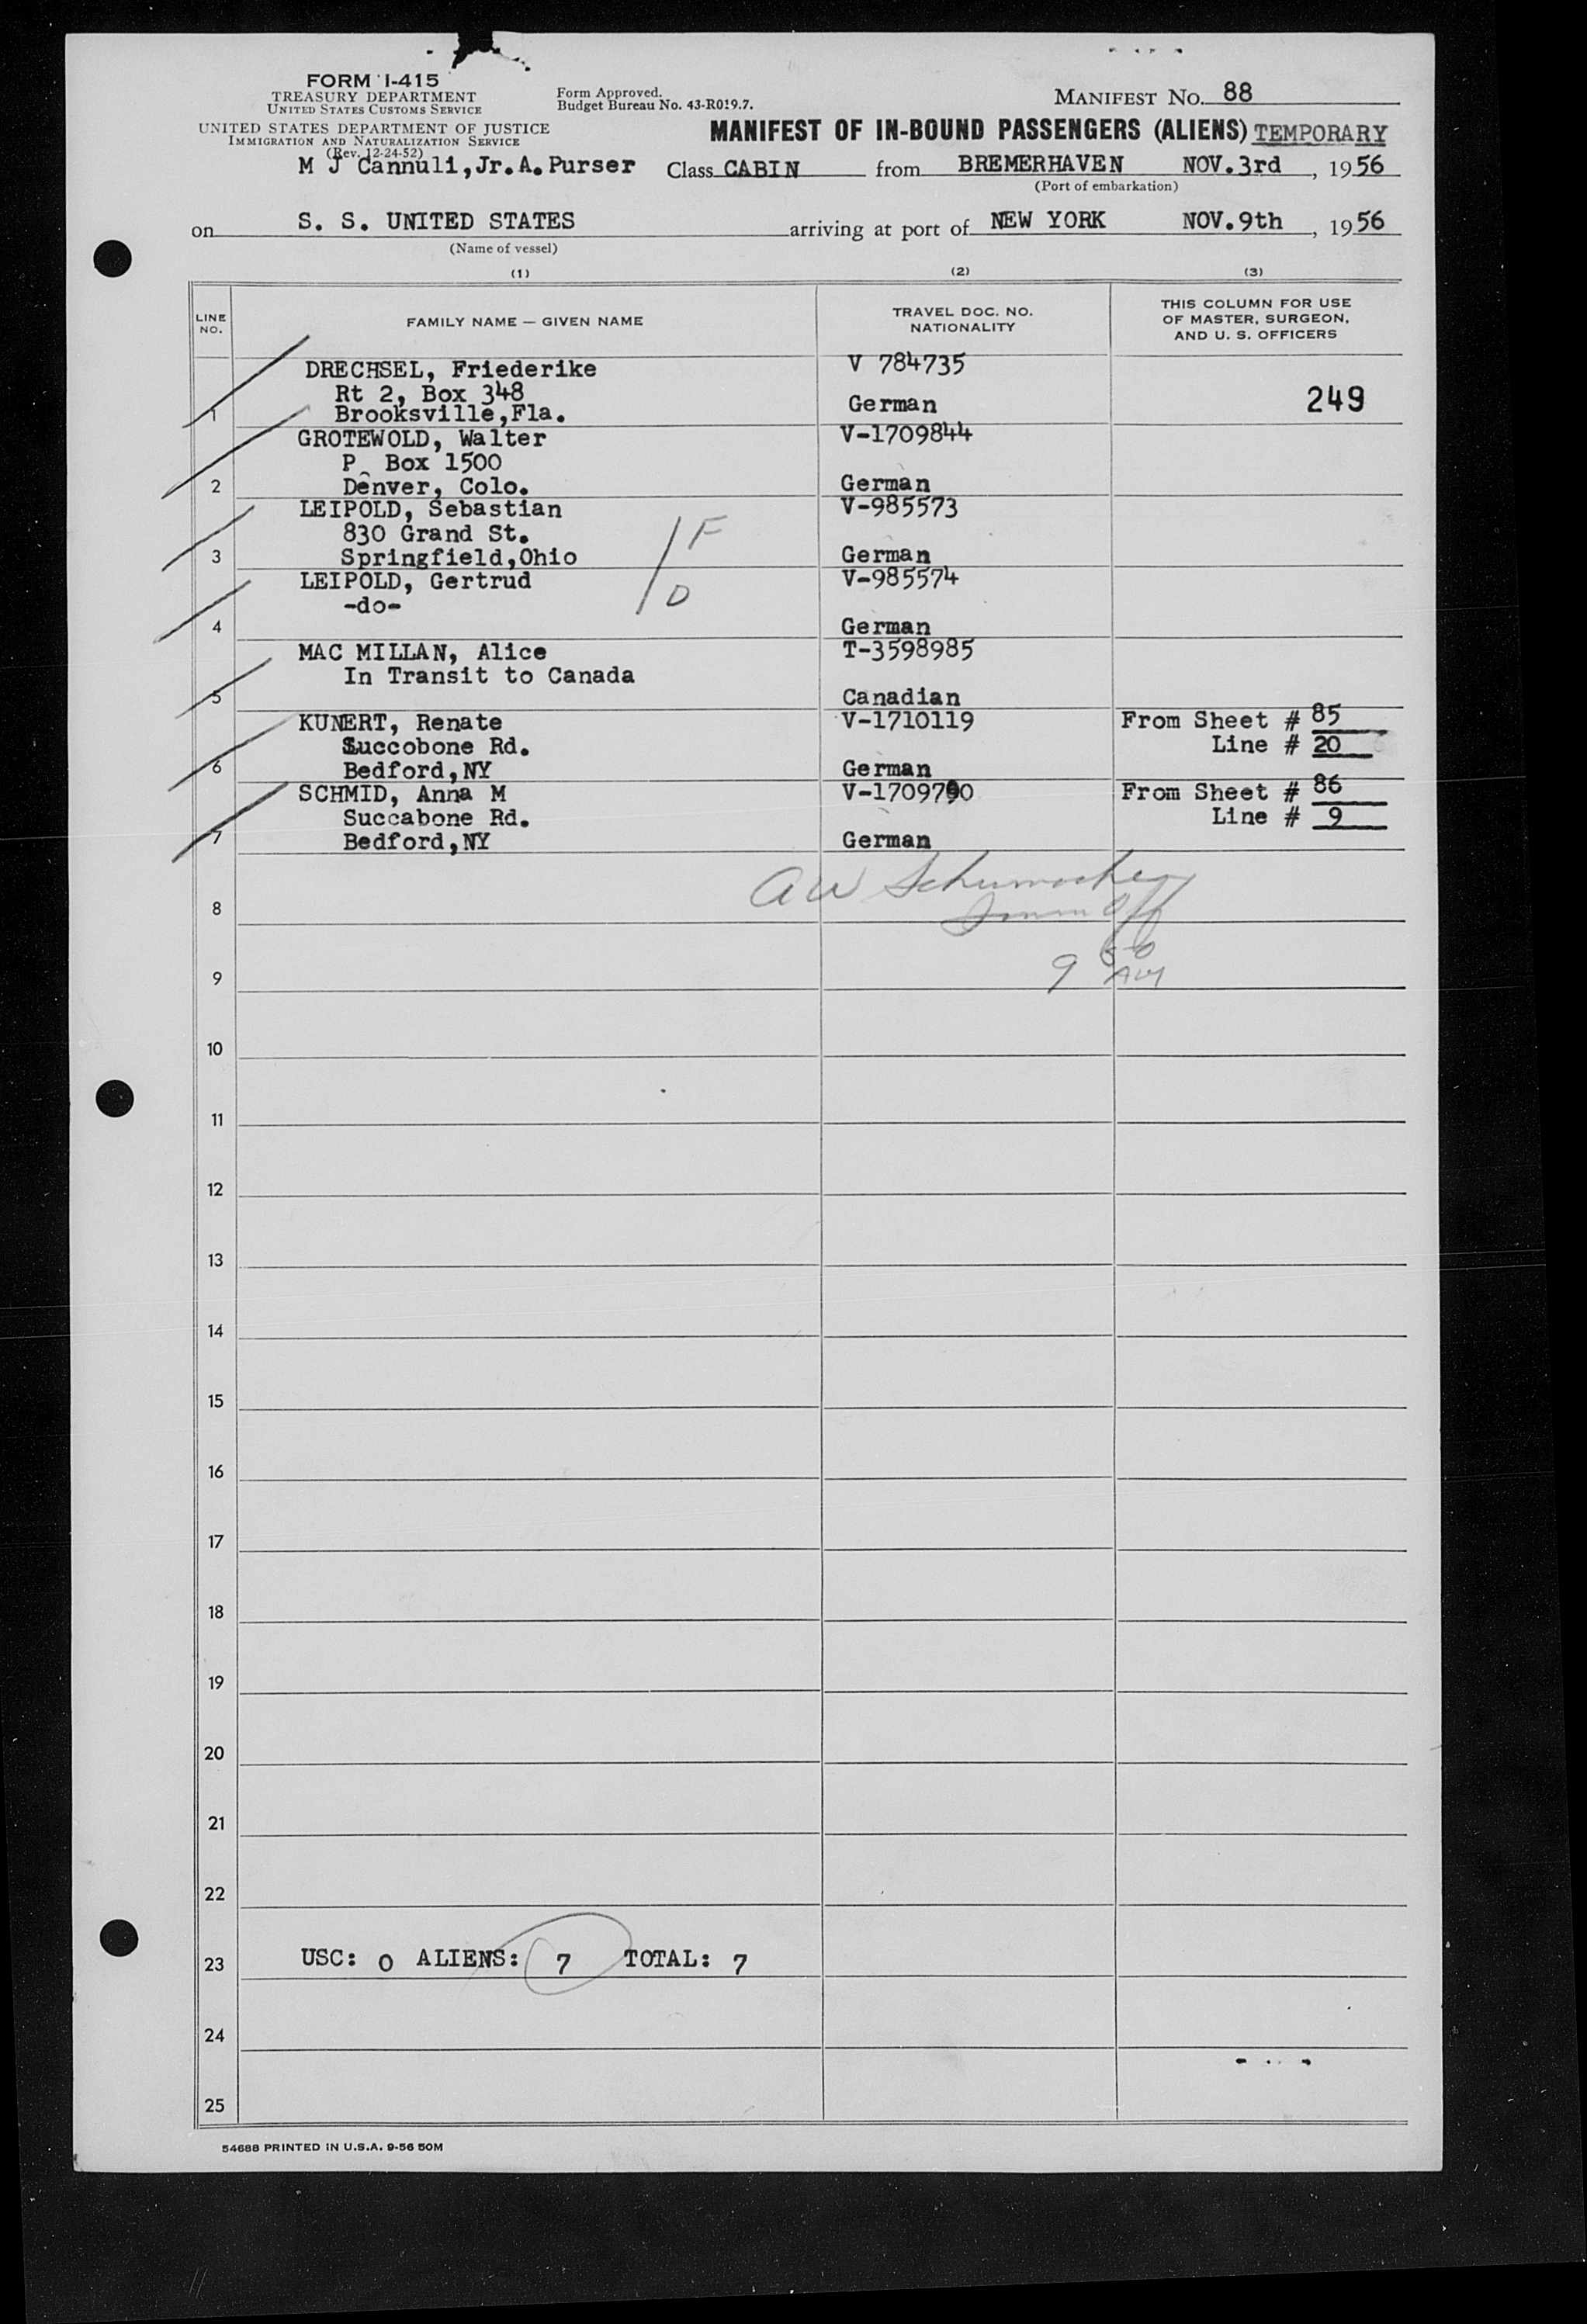 FORM I-415
TREASURY DEPARTMENT
UNITED STATES CUSTOMS SERVICE
UNITED STATES DEPARTMENT OF JUSTICE
IMMIGRATION AND NATURALIZATION SERVICE
(Rev. 12-24-52)
Form Approved.
Budget Bureau No. 43-R019.7.
MANIFEST NO. 88
MANIFEST OF IN-BOUND PASSENGERS (ALIENS) TEMPORARY
M J Cannuli,Jr.A.Purser Class CABIN from BREMERHAVEN NOV.3rd , 1956
(Port of embarkation)
on S. S. UNITED STATES arriving at port of NEW YORK NOV.9th , 1956
(Name of vessel)
(1) (2) (3)
LINE NO. FAMILY NAME — GIVEN NAME TRAVEL DOC. NO. NATIONALITY THIS COLUMN FOR USE OF MASTER, SURGEON, AND U. S. OFFICERS
DRECHSEL, Friederike V 784735
Rt 2, Box 348 249
1 Brooksville,Fla. German
GROTEWOLD, Walter V-1709844
P Box 1500
2 Denver, Colo. German
LEIPOLD, Sebastian V-985573
830 Grand St. F
3 Springfield,Ohio German
LEIPOLD, Gertrud V-985574
-do- D
4 German
MAC MILLAN, Alice T-3598985
In Transit to Canada
5 Canadian
KUNERT, Renate V-1710119 From Sheet # 85
Succobone Rd. Line # 20
6 Bedford,NY German
SCHMID, Anna M V-1709790 From Sheet # 86
Succabone Rd. Line # 9
7 Bedford,NY German
AW Schumacher
8 Imm Off
9 9 50 AM
10
11
12
13
14
15
16
17
18
19
20
21
22
23 USC: 0 ALIENS: 7 TOTAL: 7
24
25
54688 PRINTED IN U.S.A. 9-56 50M